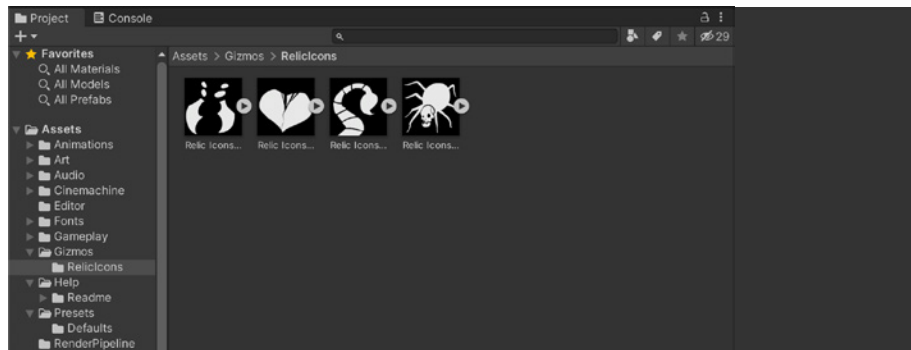 Project Console
29
Favorites
All Materials
All Models
All Prefabs
Assets
Animations
Art
Audio
Cinemachine
Editor
Fonts
Gameplay
Gizmos
RelicIcons
Help
Readme
Presets
Defaults
RenderPipeline
Assets > Gizmos > RelicIcons
Relic Icons... Relic Icons... Relic Icons... Relic Icons...